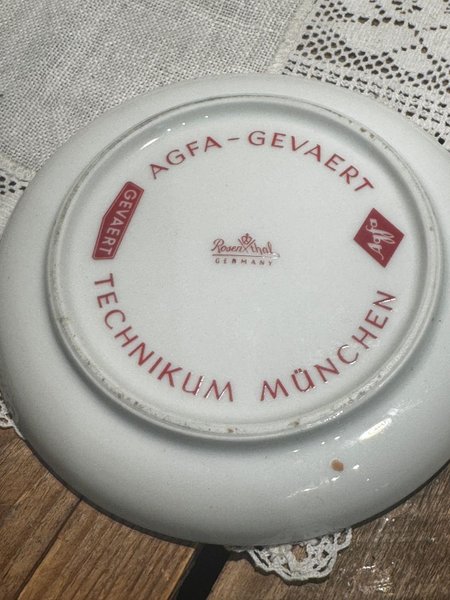 AGFA-GEVAERT
GEVAERT
Agfa
Rosenthal
GERMANY
TECHNIKUM MÜNCHEN